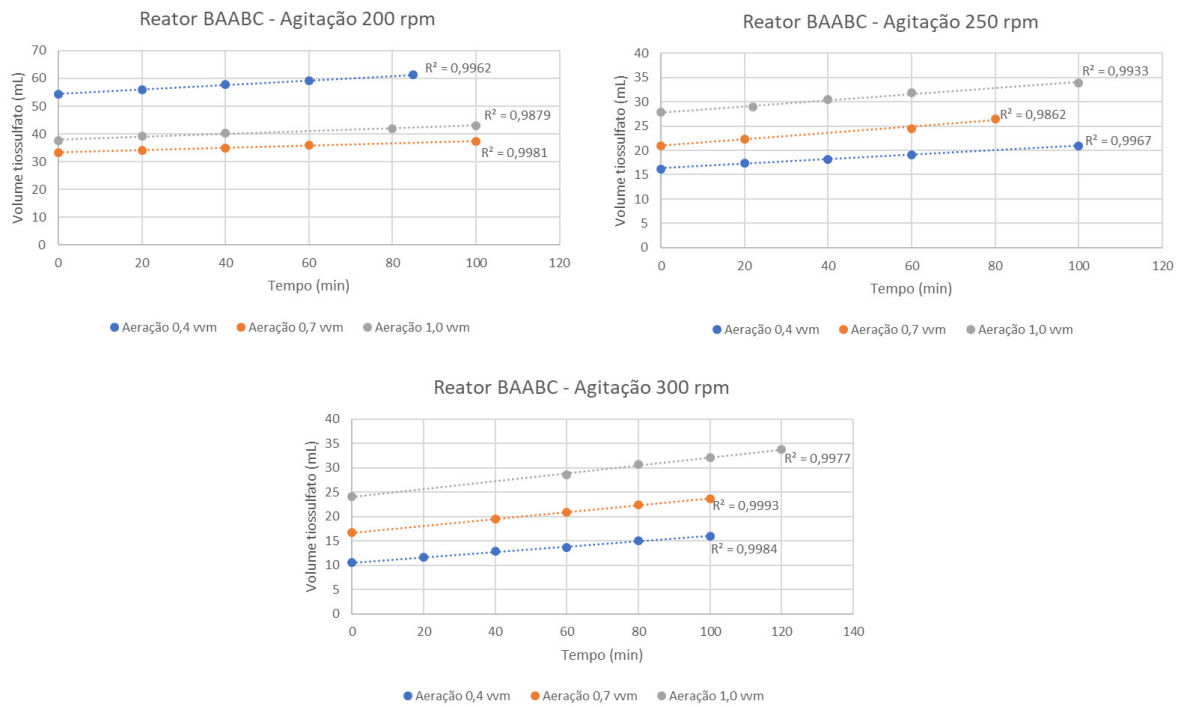 Reator BAABC - Agitação 200 rpm
Volume tiossulfato (mL)
70
60
50
40
30
20
10
0
R² = 0,9962
R² = 0,9879
R² = 0,9981
0 20 40 60 80 100 120
Tempo (min)
Aeração 0,4 vvm Aeração 0,7 vvm Aeração 1,0 vvm
Reator BAABC - Agitação 250 rpm
Volume tiossulfato (mL)
40
35
30
25
20
15
10
5
0
R² = 0,9933
R² = 0,9862
R² = 0,9967
0 20 40 60 80 100 120
Tempo (min)
Aeração 0,4 vvm Aeração 0,7 vvm Aeração 1,0 vvm
Reator BAABC - Agitação 300 rpm
Volume tiossulfato (mL)
40
35
30
25
20
15
10
5
0
R² = 0,9977
R² = 0,9993
R² = 0,9984
0 20 40 60 80 100 120 140
Tempo (min)
Aeração 0,4 vvm Aeração 0,7 vvm Aeração 1,0 vvm